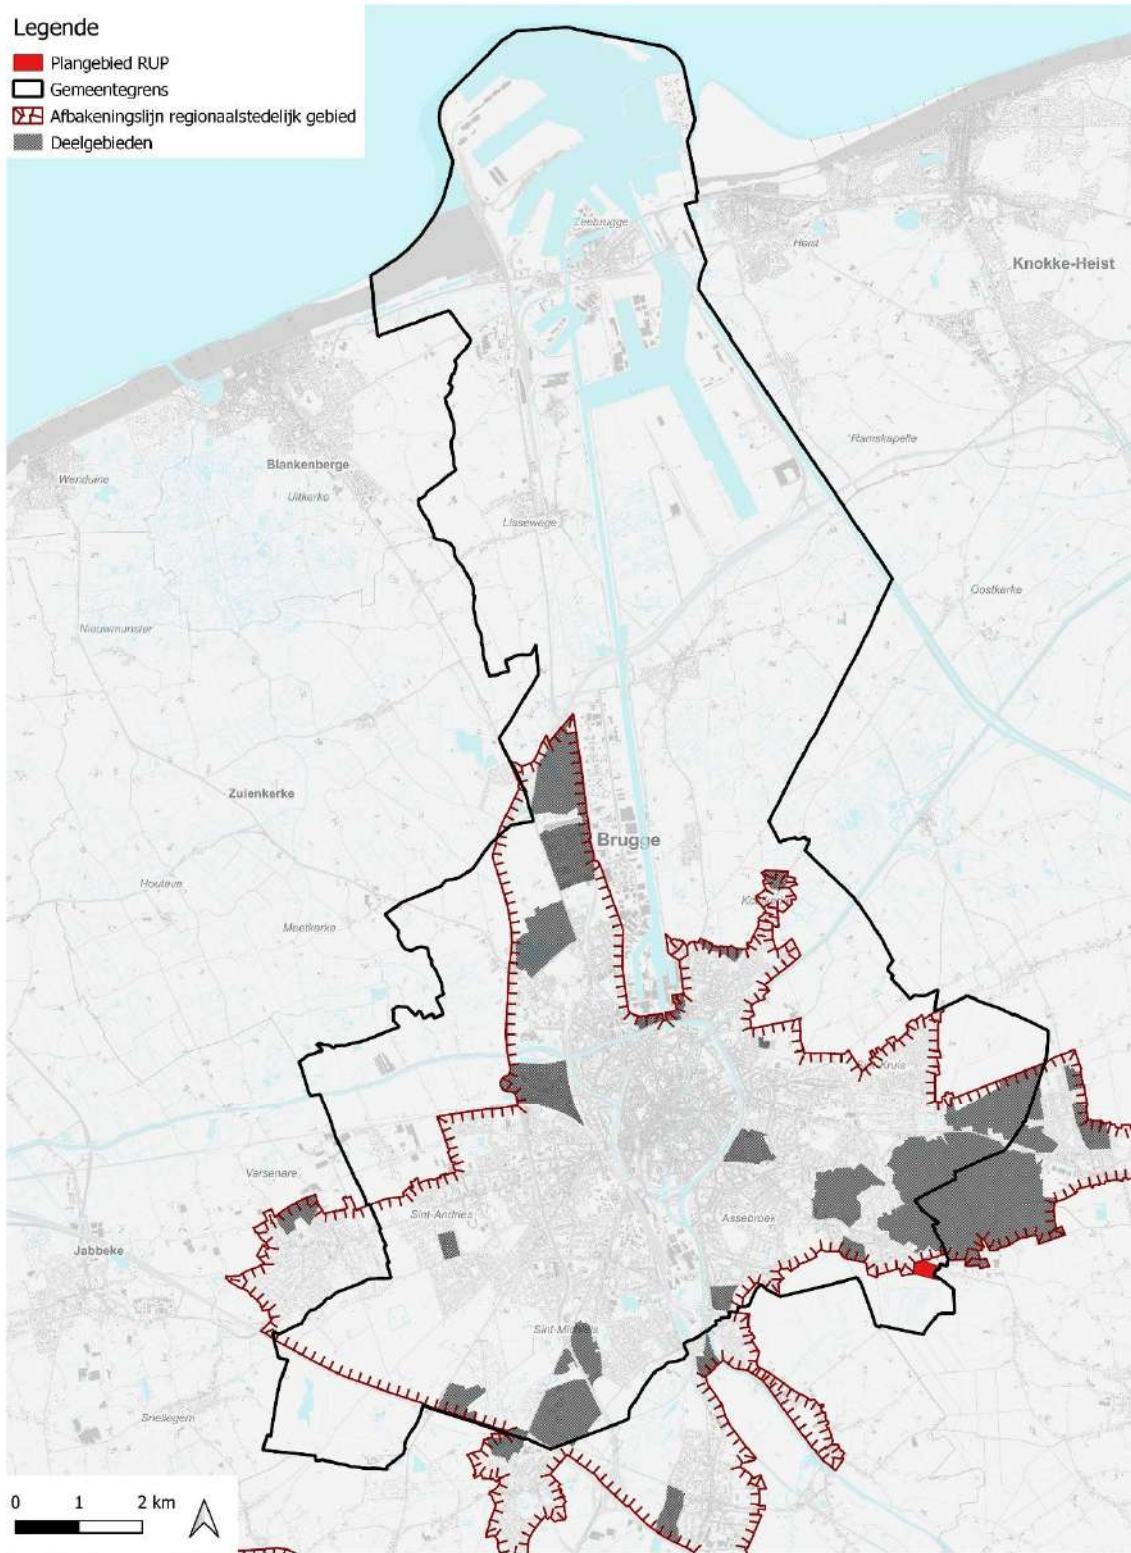 Legende
Plangebied RUP
Gemeentegrens
Afbakeningslijn regionaalstedelijk gebied
Deelgebieden
Zeebrugge
Heist
Knokke-Heist
Ramskapelle
Blankenberge
Wenduine
Uitkerke
Lissewege
Oostkerke
Nieuwmunster
Zuienkerke
Brugge
Houtave
Meetkerke
Kruis
Varsenare
Sint-Andries
Assebroek
Jabbeke
Sint-Michiels
Snellegem
0 1 2 km